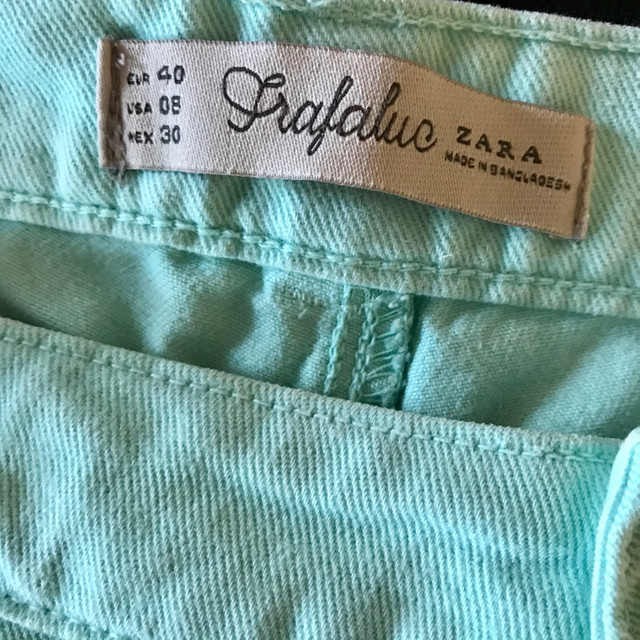 EUR 40
USA 08
MEX 30
Trafaluc ZARA
MADE IN BANGLADESH